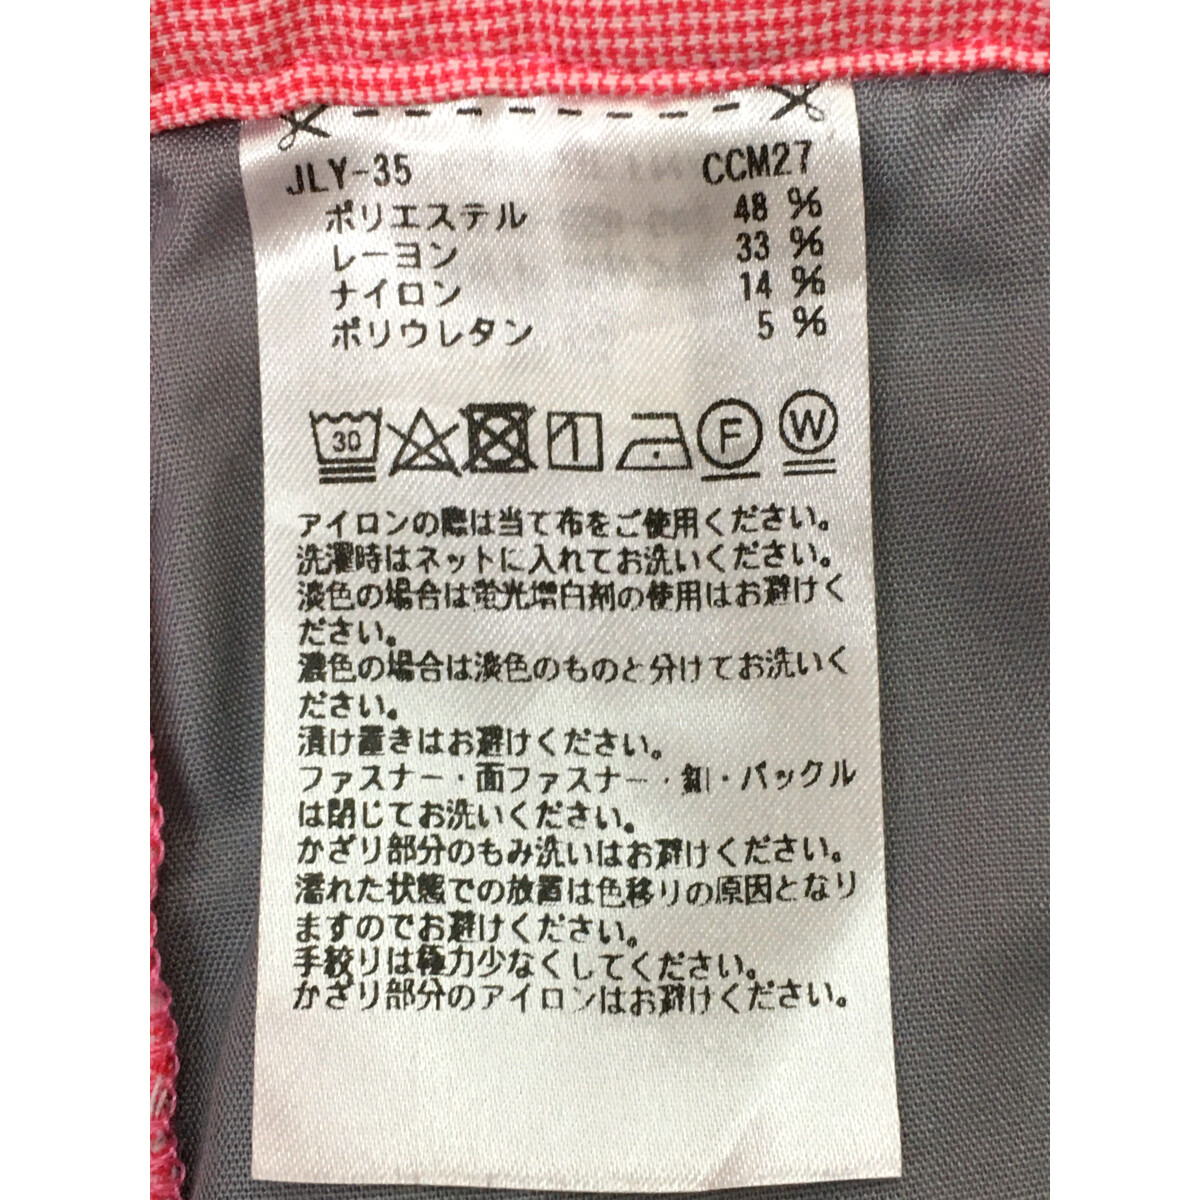 JLY-35 CCM27
ポリエステル 48 %
レーヨン 33 %
ナイロン 14 %
ポリウレタン 5 %
30 F W
アイロンの際は当て布をご使用ください。
洗濯時はネットに入れてお洗いください。
淡色の場合は蛍光増白剤の使用はお避けく
ださい。
濃色の場合は淡色のものと分けてお洗いく
ださい。
漬け置きはお避けください。
ファスナー・面ファスナー・釦・バックル
は閉じてお洗いください。
かざり部分のもみ洗いはお避けください。
濡れた状態での放置は色移りの原因となり
ますのでお避けください。
手絞りは極力少なくしてください。
かざり部分のアイロンはお避けください。